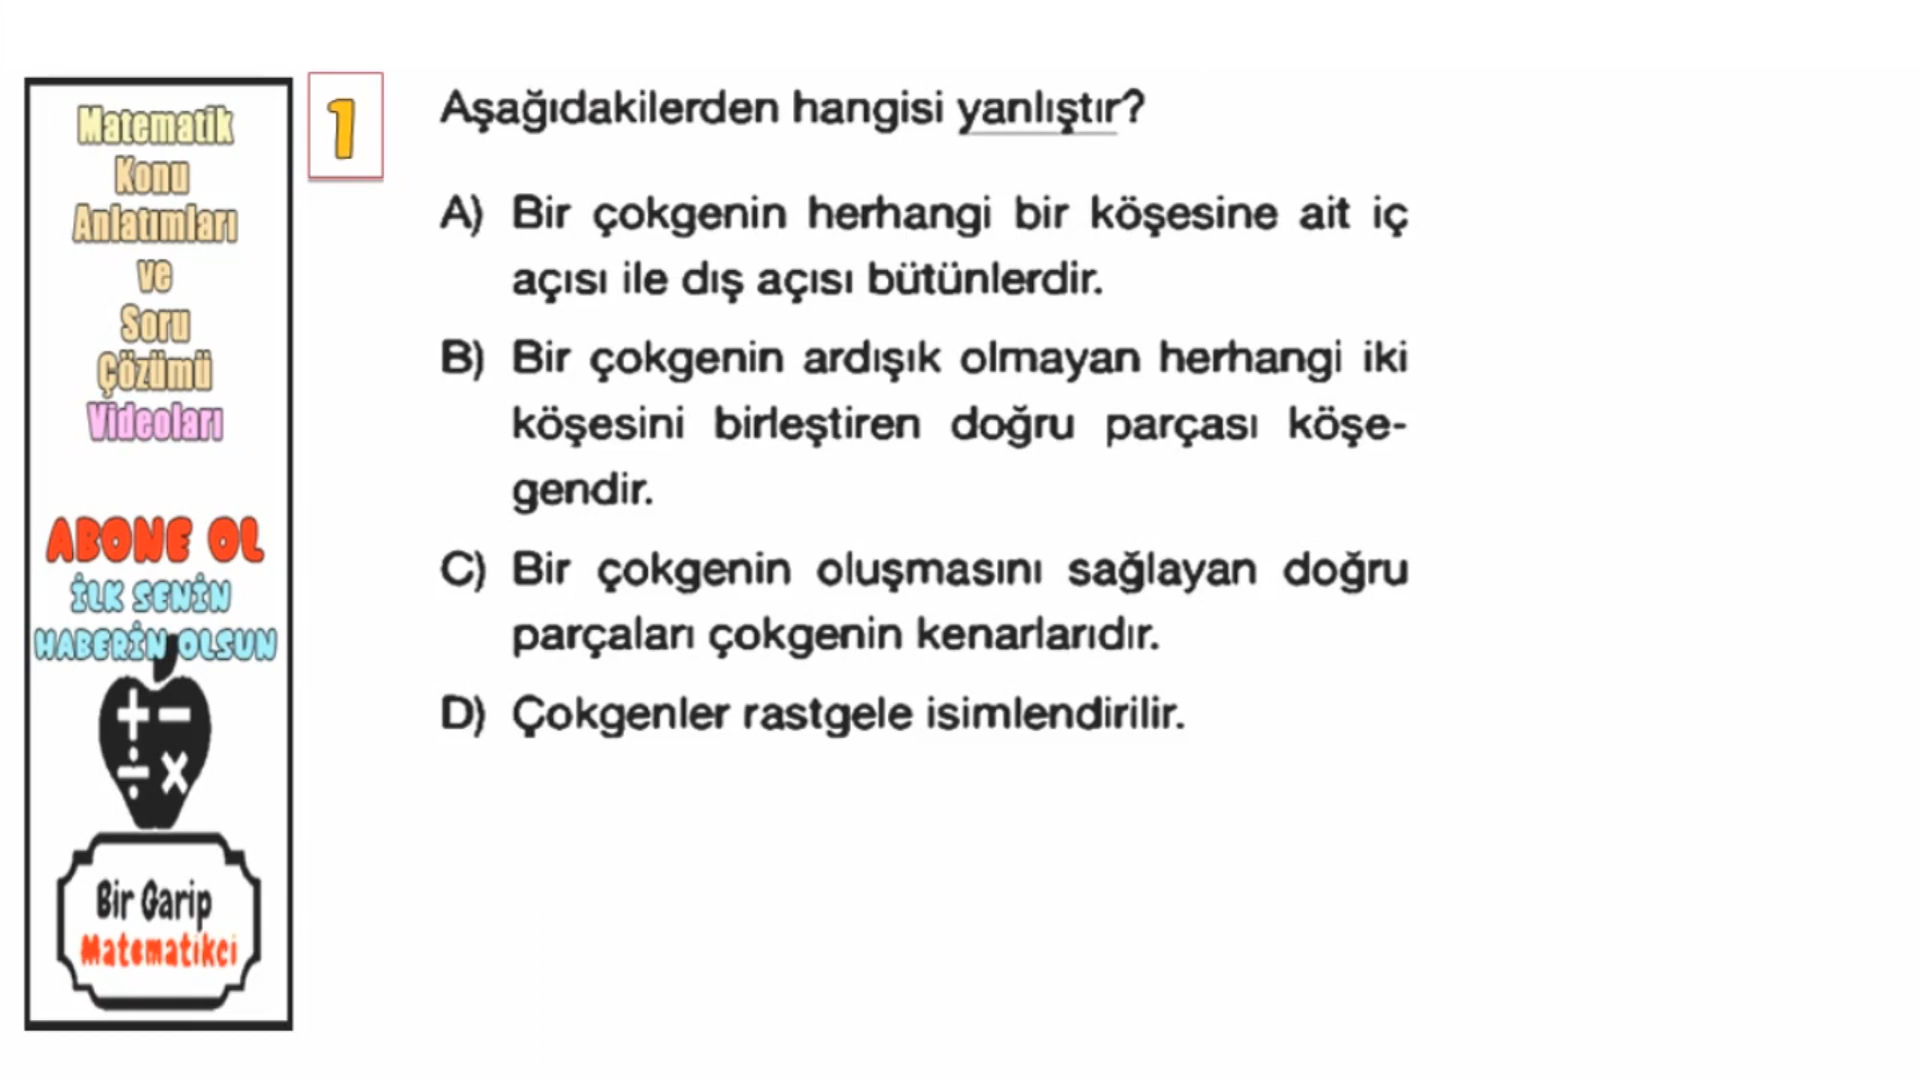 Matematik
Konu
Anlatımları
ve
Soru
Çözümü
Videoları
ABONE OL
İLK SENİN
HABERİN OLSUN
Bir Garip
Matematikci
1
Aşağıdakilerden hangisi yanlıştır?
A) Bir çokgenin herhangi bir köşesine ait iç
açısı ile dış açısı bütünlerdir.
B) Bir çokgenin ardışık olmayan herhangi iki
köşesini birleştiren doğru parçası köşe-
gendir.
C) Bir çokgenin oluşmasını sağlayan doğru
parçaları çokgenin kenarlarıdır.
D) Çokgenler rastgele isimlendirilir.